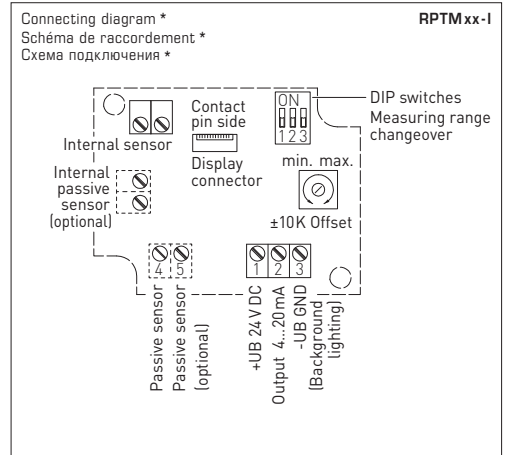 Connecting diagram *
Schéma de raccordement *
Схема подключения *
RPTM xx - I
ON
1 2 3
DIP switches
Measuring range
changeover
Contact
pin side
Internal sensor
Display
connector
min. max.
Internal
passive
sensor
(optional)
±10K Offset
4 5
1 2 3
Passive sensor
Passive sensor
(optional)
+UB 24 V DC
Output 4...20 mA
-UB GND
(Background
lighting)